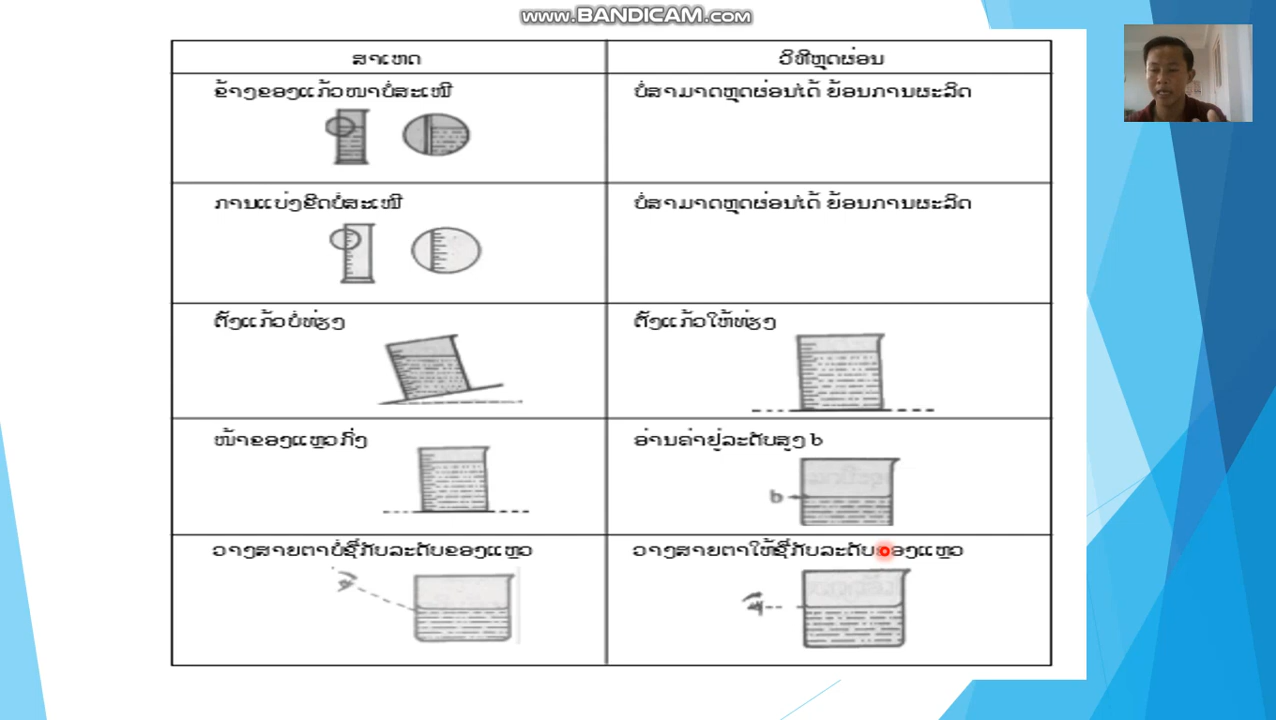 www.BANDICAM.com
ສາເຫດ
ວິທີຫຼຸດຜ່ອນ
ຂ້າງຂອງແກ້ວໜາບໍ່ສະເໝີ
ບໍ່ສາມາດຫຼຸດຜ່ອນໄດ້ ຍ້ອນການຜະລິດ
ການແບ່ງຂີດບໍ່ສະເໝີ
ບໍ່ສາມາດຫຼຸດຜ່ອນໄດ້ ຍ້ອນການຜະລິດ
ຕັ້ງແກ້ວບໍ່ທ່ຽງ
ຕັ້ງແກ້ວໃຫ້ທ່ຽງ
ໜ້າຂອງແຫຼວກົ່ງ
ອ່ານຄ່າຢູ່ລະດັບສູງ b
b
ວາງສາຍຕາບໍ່ຊື່ກັບລະດັບຂອງແຫຼວ
ວາງສາຍຕາໃຫ້ຊື່ກັບລະດັບຂອງແຫຼວ